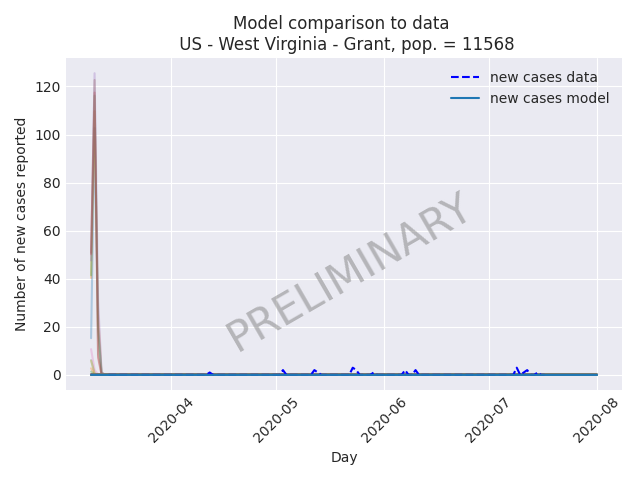 Model comparison to data
US - West Virginia - Grant, pop. = 11568
new cases data
new cases model
120
100
80
60
40
20
0
Number of new cases reported
PRELIMINARY
2020-04
2020-05
2020-06
2020-07
2020-08
Day